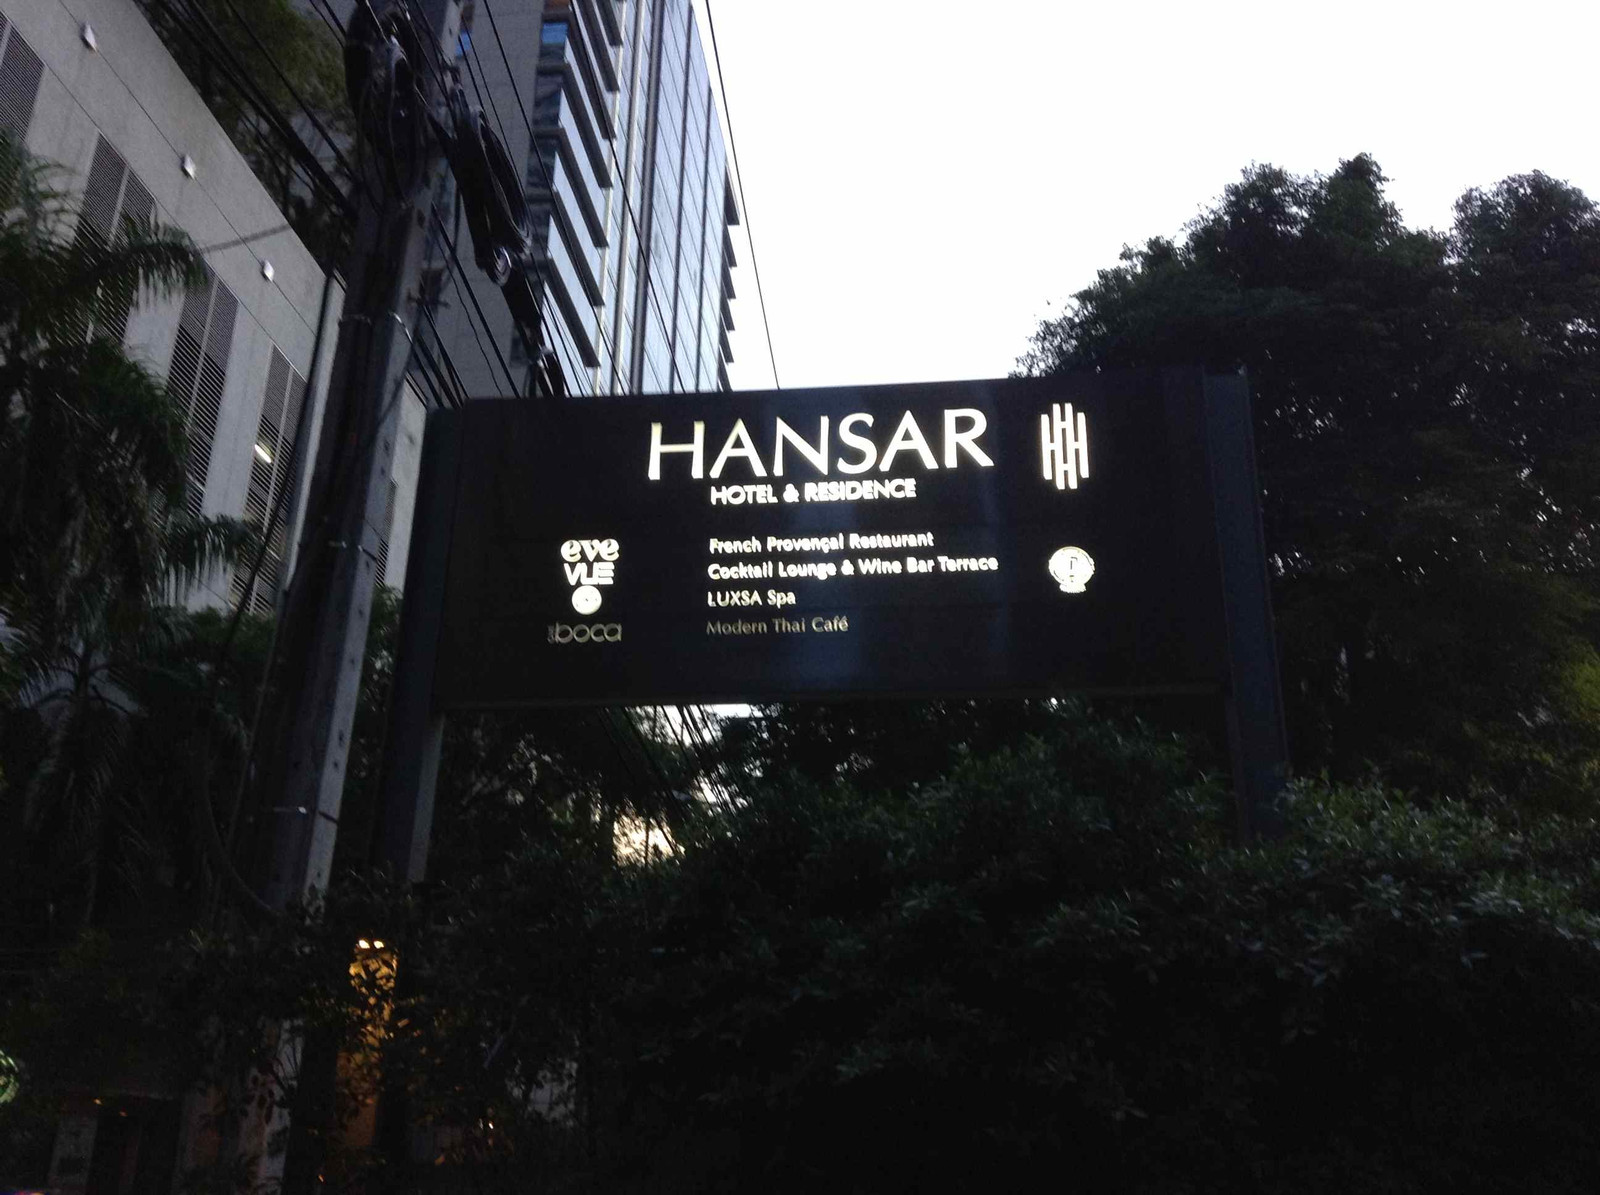 HANSAR
HOTEL & RESIDENCE
eve
VUE
French Provençal Restaurant
Cocktail Lounge & Wine Bar Terrace
LUXSA Spa
boca
Modern Thai Café